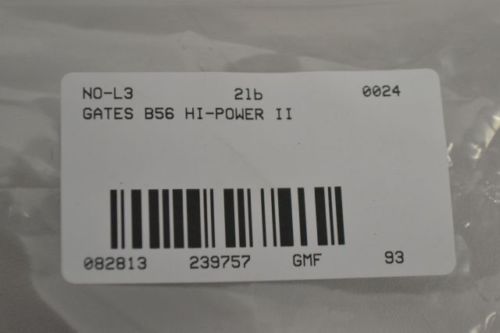 NO-L3 21b 0024
GATES B56 HI-POWER II
082813 239757 GMF 93